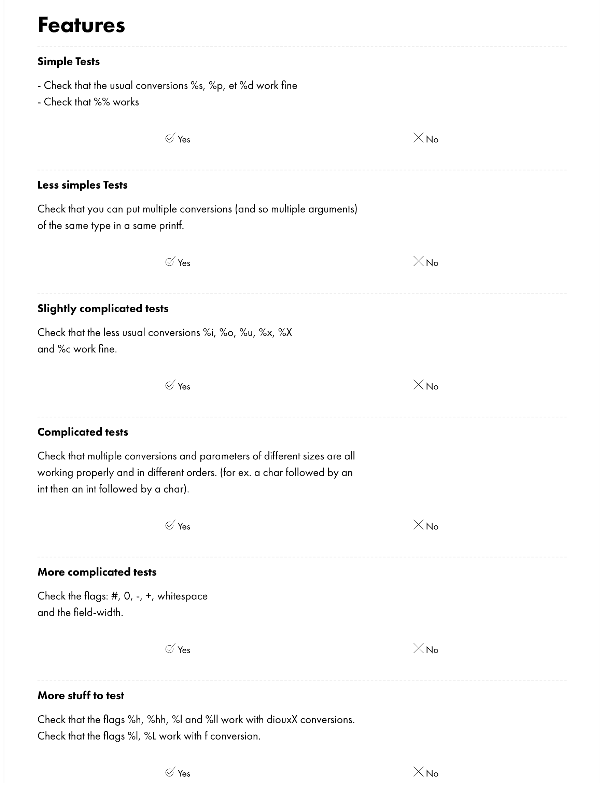 Features
Simple Tests
- Check that the usual conversions %s, %p, et %d work fine
- Check that %% works
Yes
No
Less simples Tests
Check that you can put multiple conversions (and so multiple arguments)
of the same type in a same printf.
Yes
No
Slightly complicated tests
Check that the less usual conversions %i, %o, %u, %x, %X
and %c work fine.
Yes
No
Complicated tests
Check that multiple conversions and parameters of different sizes are all
working properly and in different orders. (for ex. a char followed by an
int then an int followed by a char).
Yes
No
More complicated tests
Check the flags: #, 0, -, +, whitespace
and the field-width.
Yes
No
More stuff to test
Check that the flags %h, %hh, %l and %ll work with diouxX conversions.
Check that the flags %l, %L work with f conversion.
Yes
No